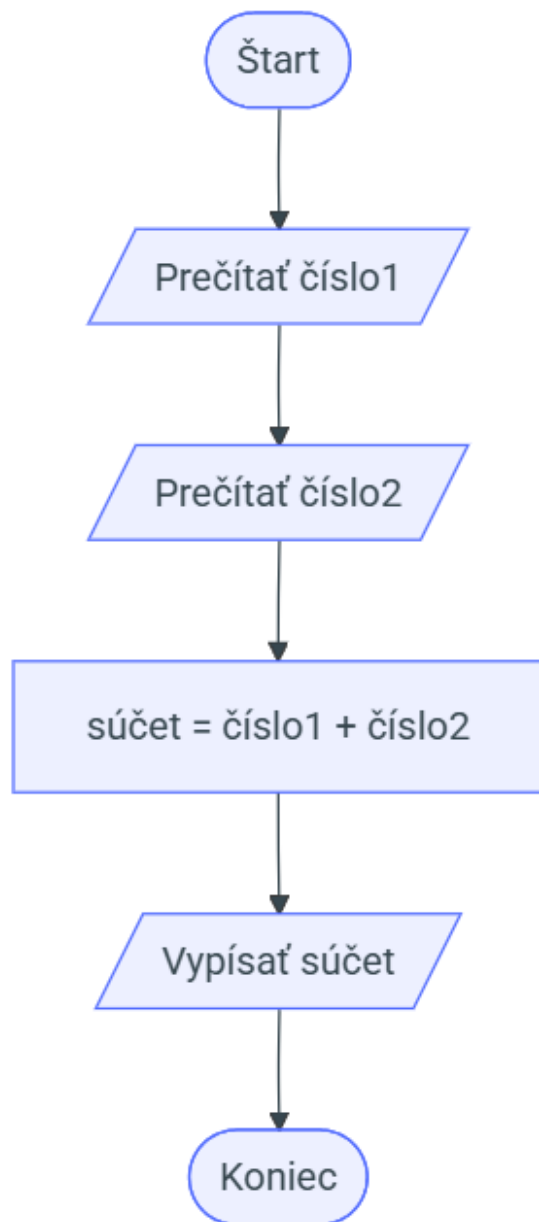 Štart
Prečítať číslo1
Prečítať číslo2
súčet = číslo1 + číslo2
Vypísať súčet
Koniec